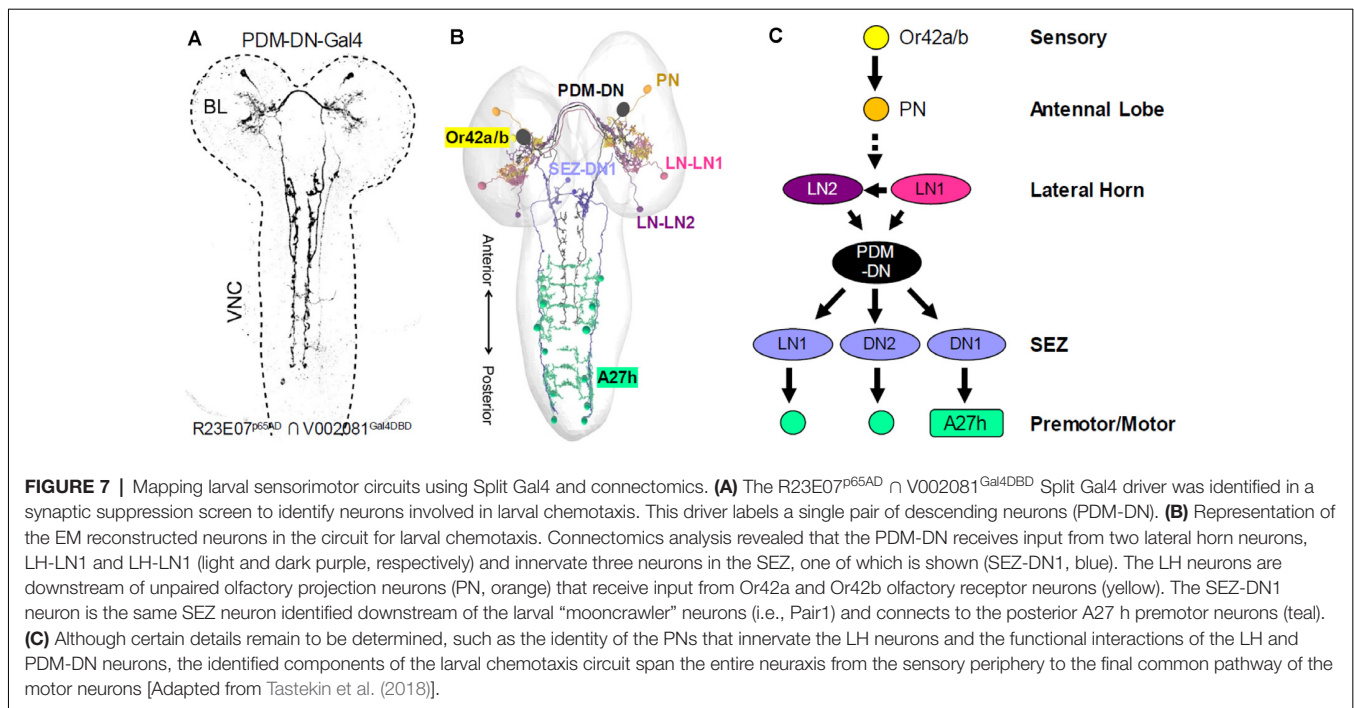 A
PDM-DN-Gal4
BL
VNC
R23E07p65AD ∩ V002081Gal4DBD
B
PN
PDM-DN
Or42a/b
LN-LN1
SEZ-DN1
LN-LN2
Anterior
Posterior
A27h
C
Or42a/b Sensory
PN Antennal Lobe
LN2 LN1 Lateral Horn
PDM
-DN
LN1 DN2 DN1 SEZ
A27h Premotor/Motor
FIGURE 7 | Mapping larval sensorimotor circuits using Split Gal4 and connectomics. (A) The R23E07p65AD ∩ V002081Gal4DBD Split Gal4 driver was identified in a
synaptic suppression screen to identify neurons involved in larval chemotaxis. This driver labels a single pair of descending neurons (PDM-DN). (B) Representation of
the EM reconstructed neurons in the circuit for larval chemotaxis. Connectomics analysis revealed that the PDM-DN receives input from two lateral horn neurons,
LH-LN1 and LH-LN1 (light and dark purple, respectively) and innervate three neurons in the SEZ, one of which is shown (SEZ-DN1, blue). The LH neurons are
downstream of unpaired olfactory projection neurons (PN, orange) that receive input from Or42a and Or42b olfactory receptor neurons (yellow). The SEZ-DN1
neuron is the same SEZ neuron identified downstream of the larval “mooncrawler” neurons (i.e., Pair1) and connects to the posterior A27 h premotor neurons (teal).
(C) Although certain details remain to be determined, such as the identity of the PNs that innervate the LH neurons and the functional interactions of the LH and
PDM-DN neurons, the identified components of the larval chemotaxis circuit span the entire neuraxis from the sensory periphery to the final common pathway of the
motor neurons [Adapted from Tastekin et al. (2018)].